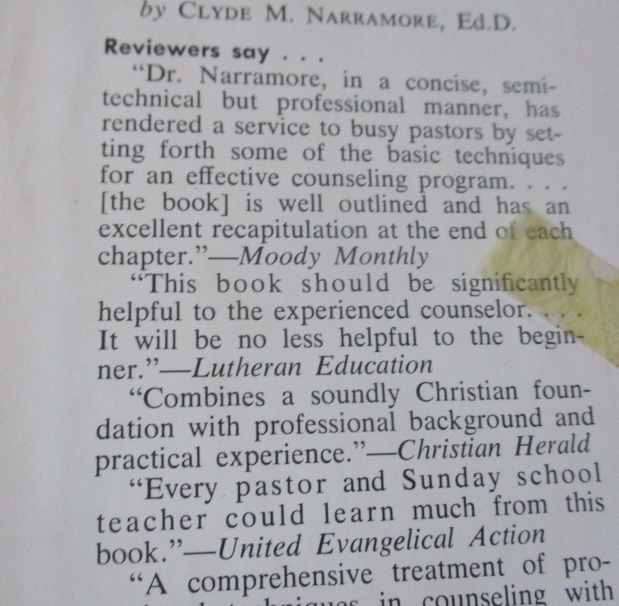 by CLYDE M. NARRAMORE, Ed.D.
Reviewers say . . .
“Dr. Narramore, in a concise, semi-
technical but professional manner, has
rendered a service to busy pastors by set-
ting forth some of the basic techniques
for an effective counseling program. . . .
[the book] is well outlined and has an
excellent recapitulation at the end of each
chapter.”—Moody Monthly
“This book should be significantly
helpful to the experienced counselor. . . .
It will be no less helpful to the begin-
ner.”—Lutheran Education
“Combines a soundly Christian foun-
dation with professional background and
practical experience.”—Christian Herald
“Every pastor and Sunday school
teacher could learn much from this
book.”—United Evangelical Action
“A comprehensive treatment of pro-
in counseling with